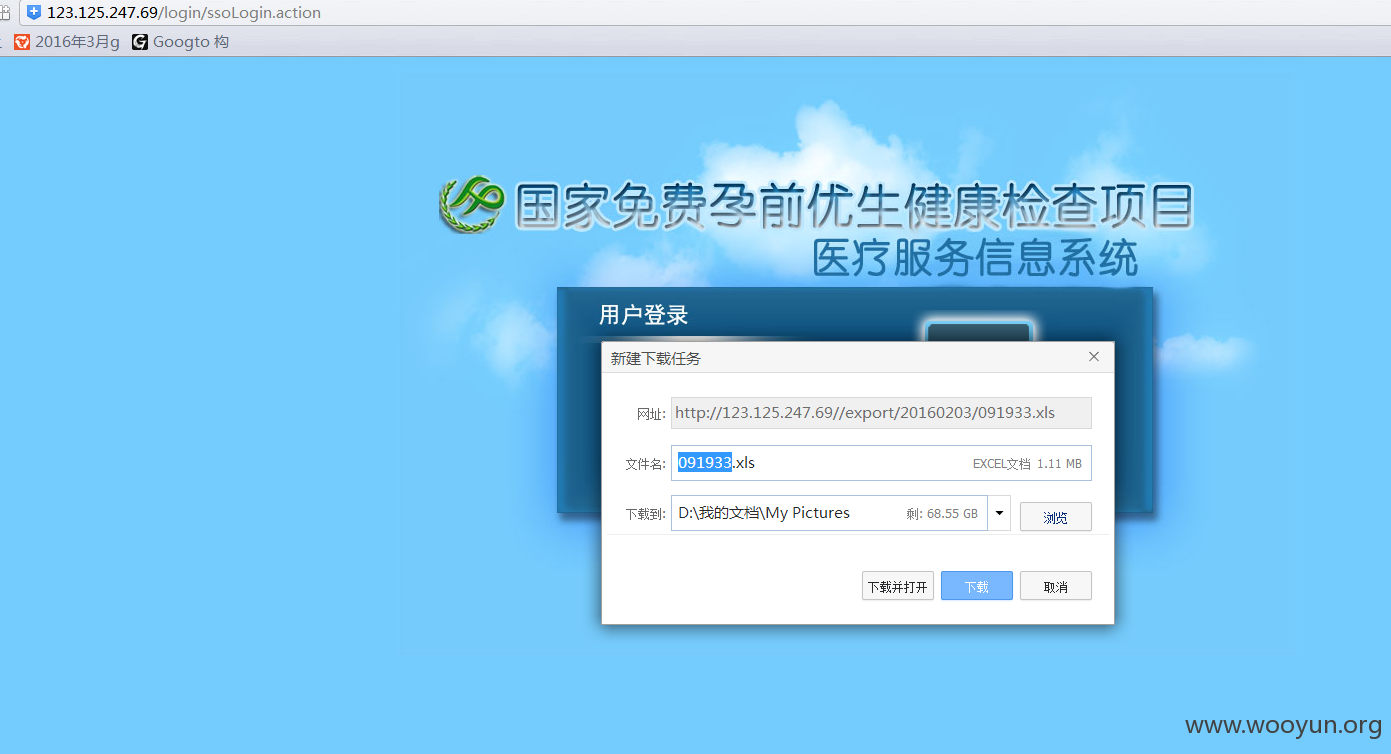 123.125.247.69/login/ssoLogin.action
2016年3月g Googto 构
国家免费孕前优生健康检查项目
医疗服务信息系统
用户登录
新建下载任务
网址: http://123.125.247.69//export/20160203/091933.xls
文件名: 091933.xls EXCEL文档 1.11 MB
下载到: D:\我的文档\My Pictures 剩: 68.55 GB 浏览
下载并打开 下载 取消
www.wooyun.org